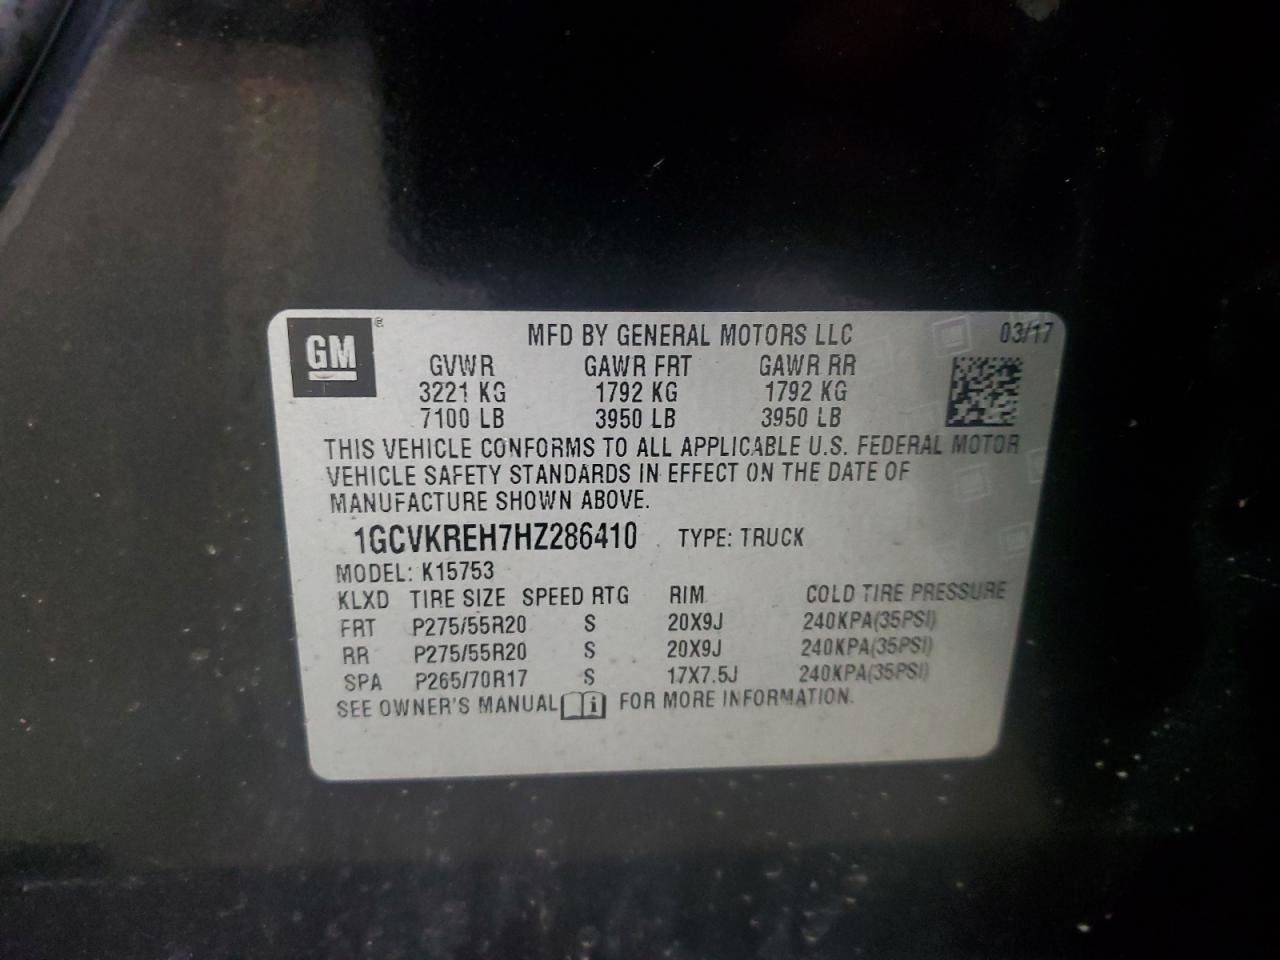 GM ® MFD BY GENERAL MOTORS LLC 03/17
GVWR GAWR FRT GAWR RR
3221 KG 1792 KG 1792 KG
7100 LB 3950 LB 3950 LB
THIS VEHICLE CONFORMS TO ALL APPLICABLE U.S. FEDERAL MOTOR
VEHICLE SAFETY STANDARDS IN EFFECT ON THE DATE OF
MANUFACTURE SHOWN ABOVE.
1GCVKREH7HZ286410 TYPE: TRUCK
MODEL: K15753
KLXD TIRE SIZE SPEED RTG RIM COLD TIRE PRESSURE
FRT P275/55R20 S 20X9J 240KPA(35PSI)
RR P275/55R20 S 20X9J 240KPA(35PSI)
SPA P265/70R17 S 17X7.5J 240KPA(35PSI)
SEE OWNER'S MANUAL i FOR MORE INFORMATION.